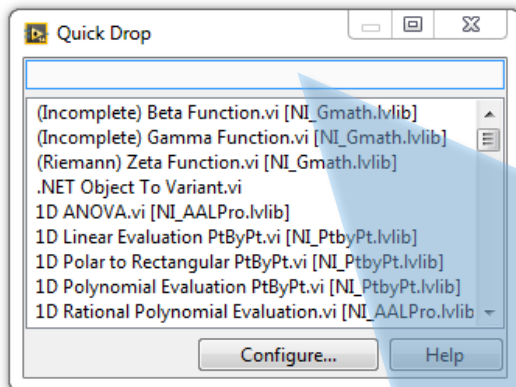 Quick Drop
(Incomplete) Beta Function.vi [NI_Gmath.lvlib]
(Incomplete) Gamma Function.vi [NI_Gmath.lvlib]
(Riemann) Zeta Function.vi [NI_Gmath.lvlib]
.NET Object To Variant.vi
1D ANOVA.vi [NI_AALPro.lvlib]
1D Linear Evaluation PtByPt.vi [NI_PtbyPt.lvlib]
1D Polar to Rectangular PtByPt.vi [NI_PtbyPt.lvlib]
1D Polynomial Evaluation PtByPt.vi [NI_PtbyPt.lvlib]
1D Rational Polynomial Evaluation.vi [NI_AALPro.lvlib
Configure... Help